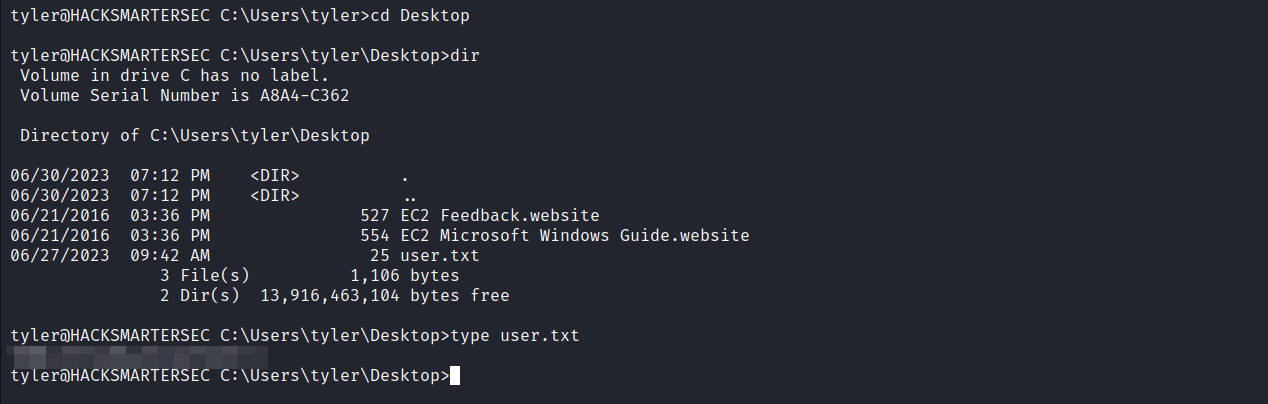 tyler@HACKSMARTERSEC C:\Users\tyler>cd Desktop
tyler@HACKSMARTERSEC C:\Users\tyler\Desktop>dir
 Volume in drive C has no label.
 Volume Serial Number is A8A4-C362
 Directory of C:\Users\tyler\Desktop
06/30/2023  07:12 PM    <DIR>          .
06/30/2023  07:12 PM    <DIR>          ..
06/21/2016  03:36 PM               527 EC2 Feedback.website
06/21/2016  03:36 PM               554 EC2 Microsoft Windows Guide.website
06/27/2023  09:42 AM                25 user.txt
               3 File(s)          1,106 bytes
               2 Dir(s)  13,916,463,104 bytes free
tyler@HACKSMARTERSEC C:\Users\tyler\Desktop>type user.txt
tyler@HACKSMARTERSEC C:\Users\tyler\Desktop>